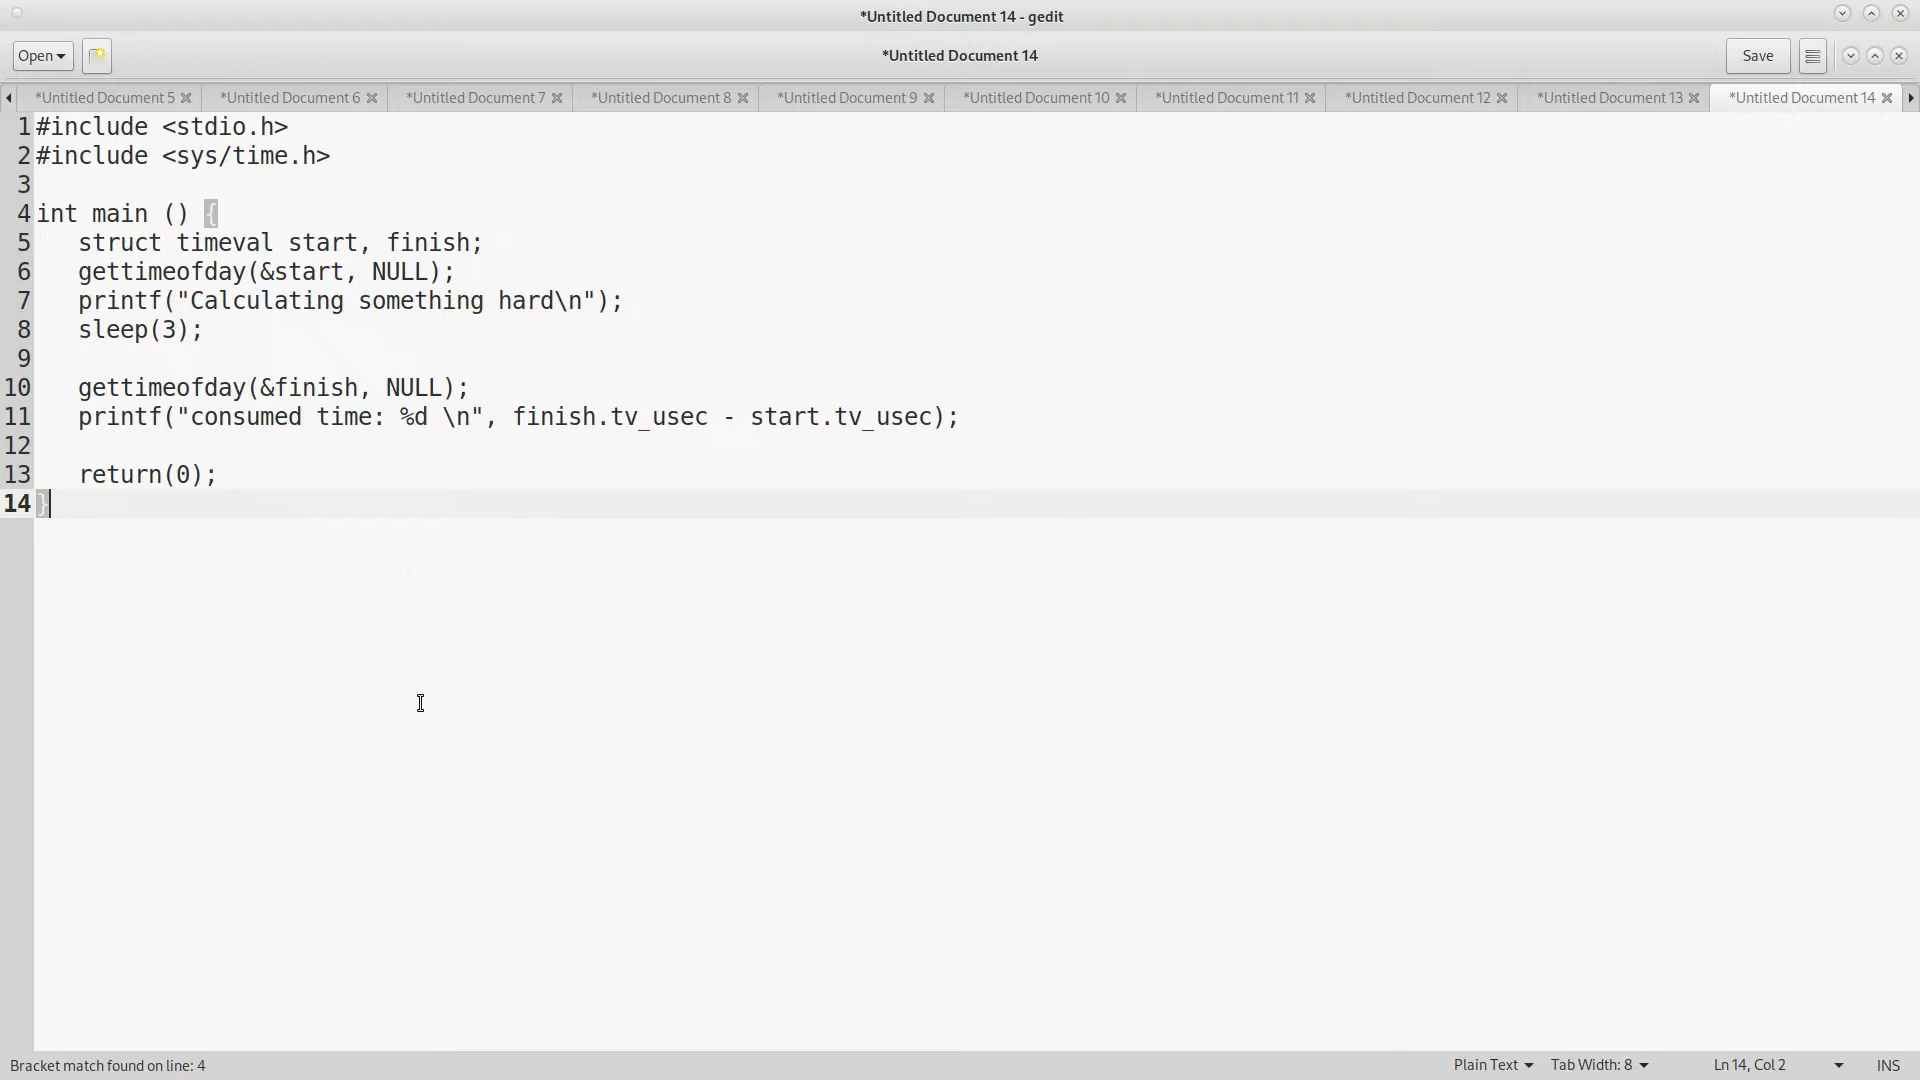 *Untitled Document 14 - gedit
Open
*Untitled Document 14
Save
*Untitled Document 5
*Untitled Document 6
*Untitled Document 7
*Untitled Document 8
*Untitled Document 9
*Untitled Document 10
*Untitled Document 11
*Untitled Document 12
*Untitled Document 13
*Untitled Document 14
1 #include <stdio.h>
2 #include <sys/time.h>
3
4 int main () {
5    struct timeval start, finish;
6    gettimeofday(&start, NULL);
7    printf("Calculating something hard\n");
8    sleep(3);
9
10    gettimeofday(&finish, NULL);
11    printf("consumed time: %d \n", finish.tv_usec - start.tv_usec);
12
13    return(0);
14 }
Bracket match found on line: 4
Plain Text
Tab Width: 8
Ln 14, Col 2
INS